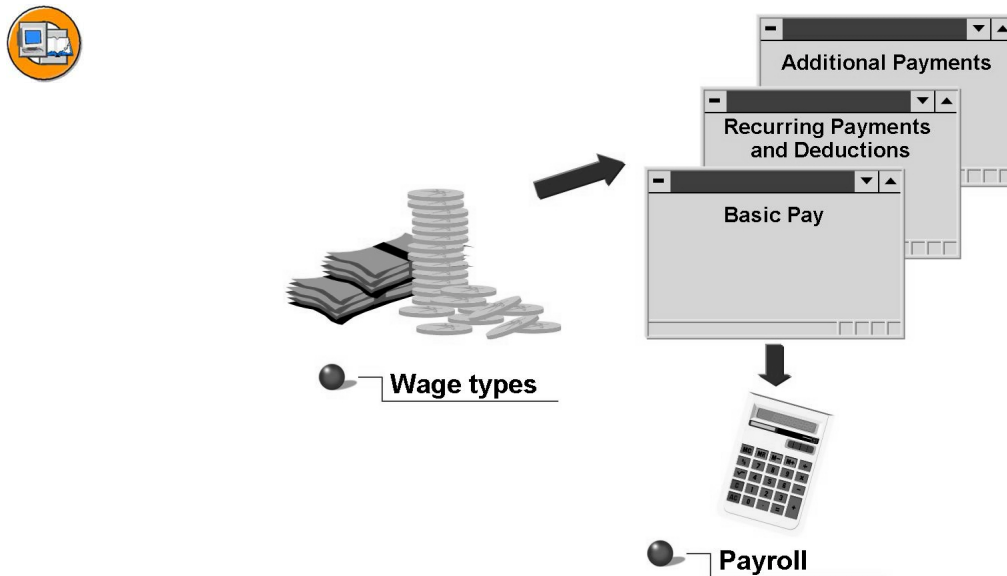 Additional Payments
Recurring Payments
and Deductions
Basic Pay
Wage types
Payroll